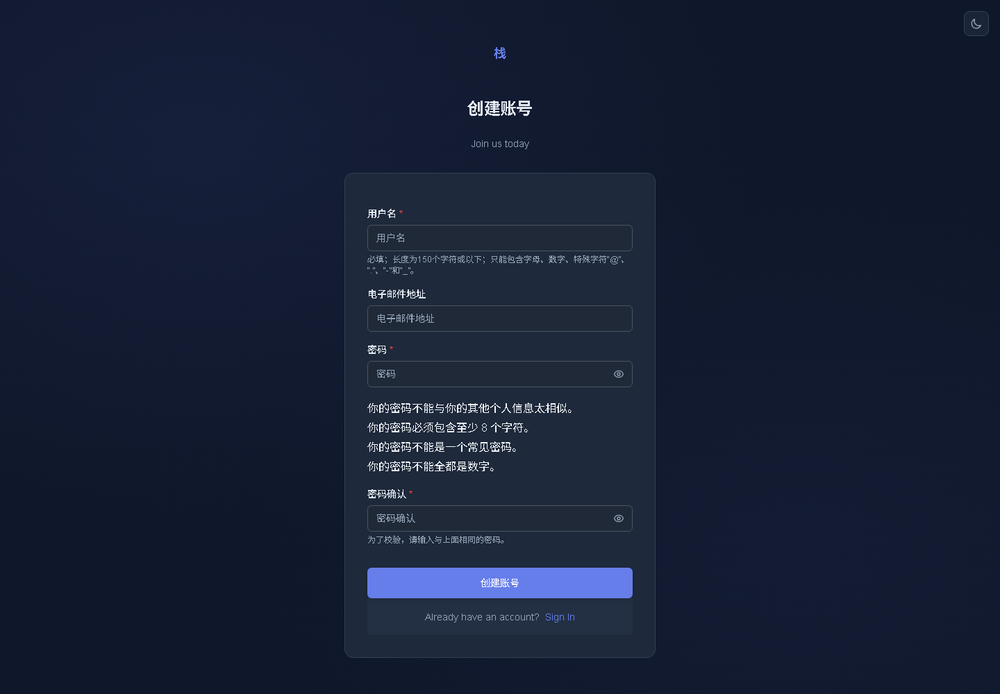 栈
创建账号
Join us today
用户名 *
用户名
必填；长度为150个字符或以下；只能包含字母、数字、特殊字符"@"、
"."、"-"和"_"。
电子邮件地址
电子邮件地址
密码 *
密码
你的密码不能与你的其他个人信息太相似。
你的密码必须包含至少 8 个字符。
你的密码不能是一个常见密码。
你的密码不能全都是数字。
密码确认 *
密码确认
为了校验，请输入与上面相同的密码。
创建账号
Already have an account? Sign In